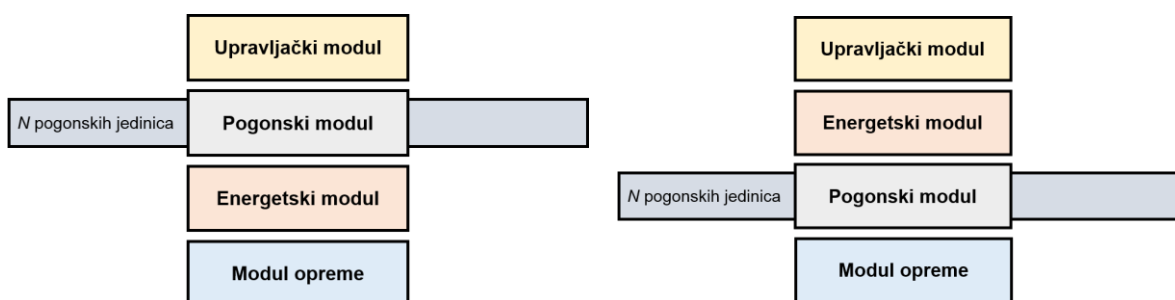 Upravljački modul
N pogonskih jedinica
Pogonski modul
Energetski modul
Modul opreme
Upravljački modul
Energetski modul
N pogonskih jedinica
Pogonski modul
Modul opreme